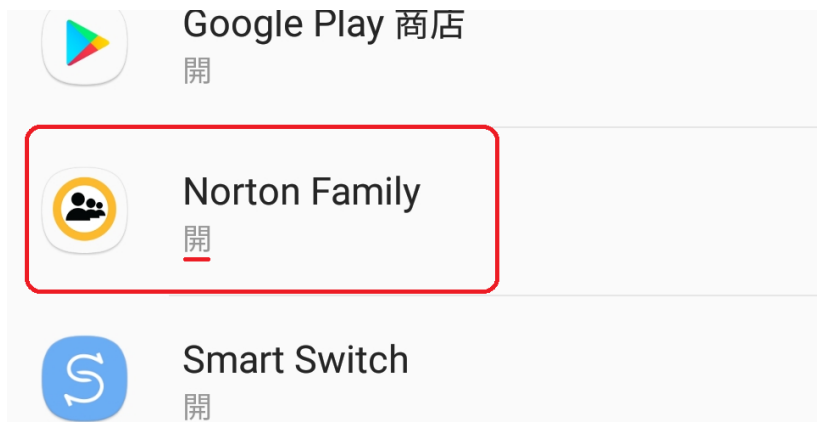 Google Play 商店
開
Norton Family
開
Smart Switch
開